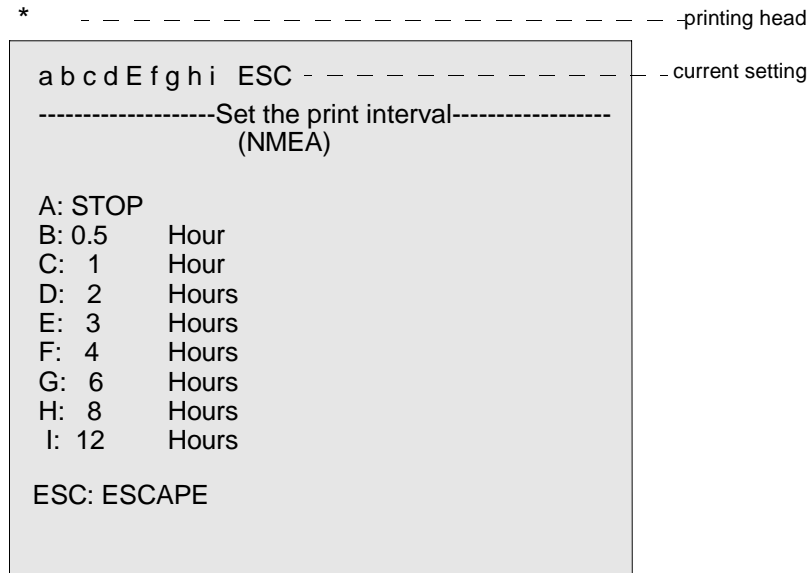 * printing head
a b c d E f g h i ESC current setting
--------------------Set the print interval------------------
(NMEA)
A: STOP
B: 0.5 Hour
C: 1 Hour
D: 2 Hours
E: 3 Hours
F: 4 Hours
G: 6 Hours
H: 8 Hours
I: 12 Hours
ESC: ESCAPE